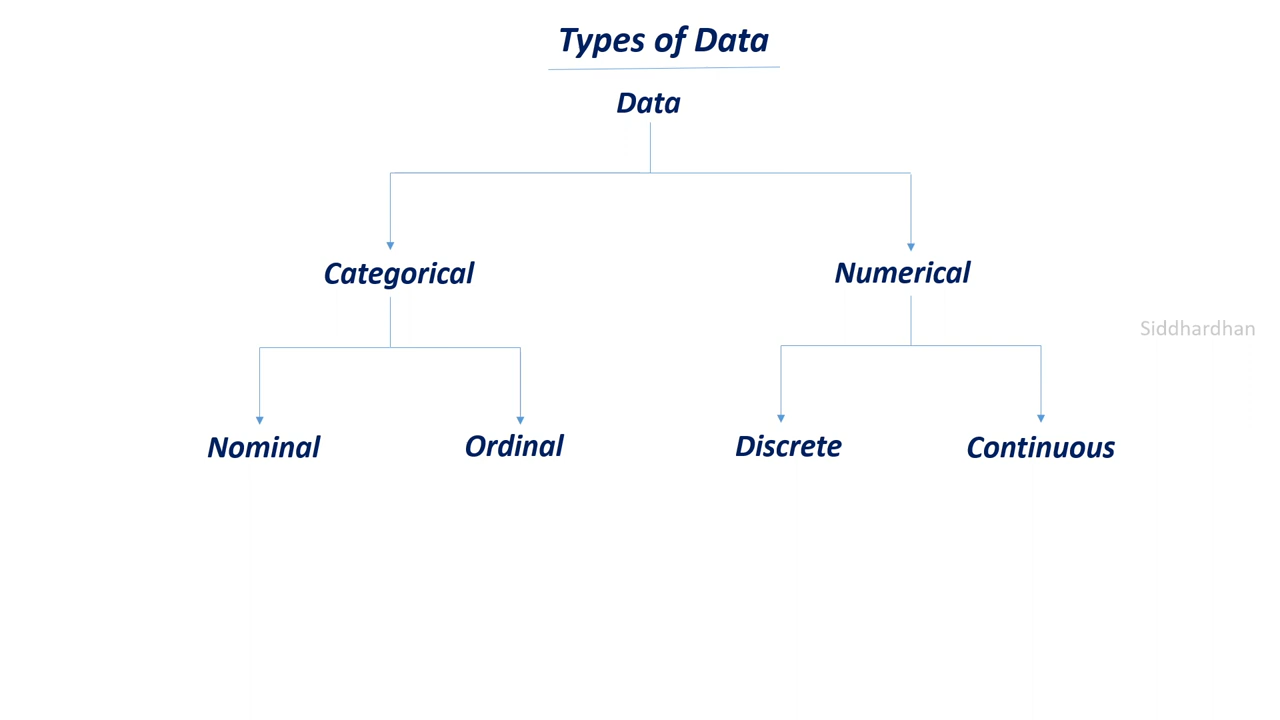 Types of Data
Data
Categorical
Numerical
Siddhardhan
Nominal
Ordinal
Discrete
Continuous